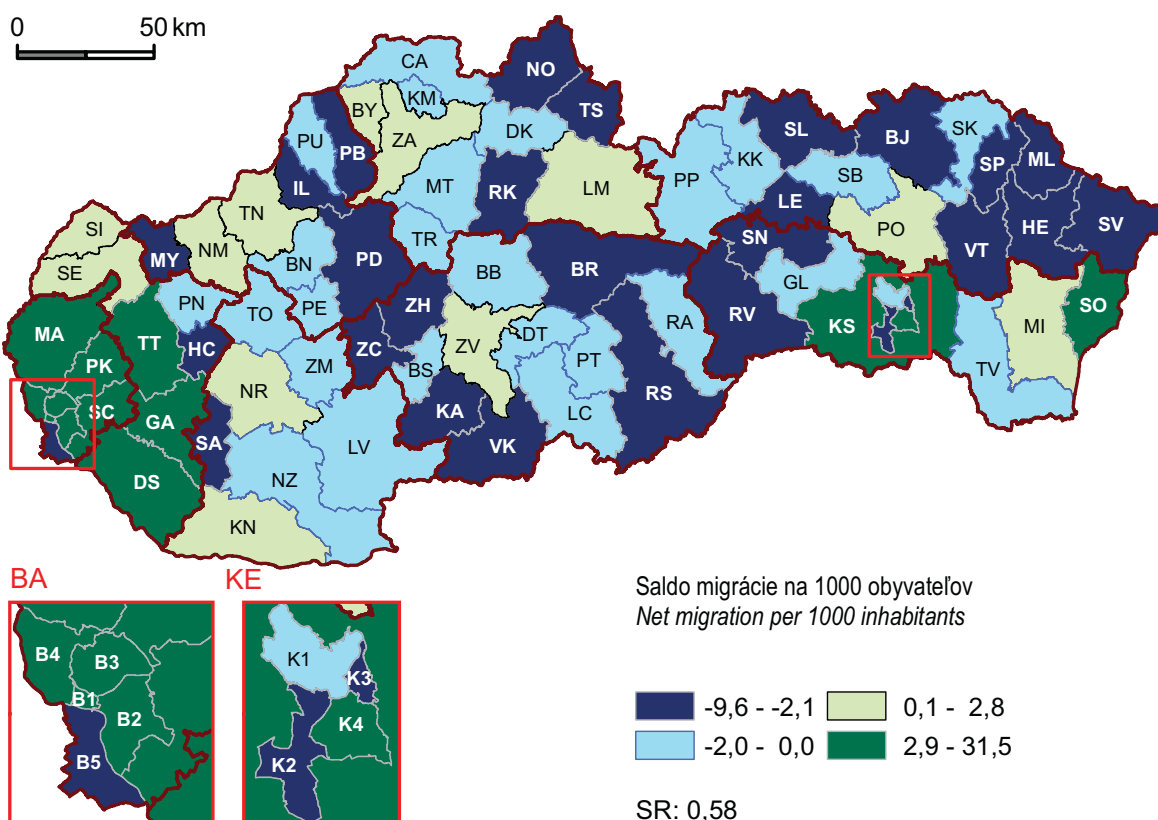 0 50 km
CA
NO
KM
TS
BY
ZA
PU
PB
DK
SL
BJ
SK
KK
SP
ML
IL
MT
RK
LM
PP
SB
LE
TN
SI
NM
MY
SE
TR
PO
HE
SV
SN
VT
BN
PD
BB
BR
GL
PN
TO
PE
ZH
RA
RV
KS
SO
MA
TT
HC
ZC
ZV
DT
MI
PK
ZM
BS
PT
TV
NR
RS
SC
GA
SA
KA
LC
LV
VK
DS
NZ
KN
BA
KE
B4
B3
B1
B2
B5
K1
K3
K4
K2
Saldo migrácie na 1000 obyvateľov
Net migration per 1000 inhabitants
-9,6 - -2,1
0,1 - 2,8
-2,0 - 0,0
2,9 - 31,5
SR: 0,58